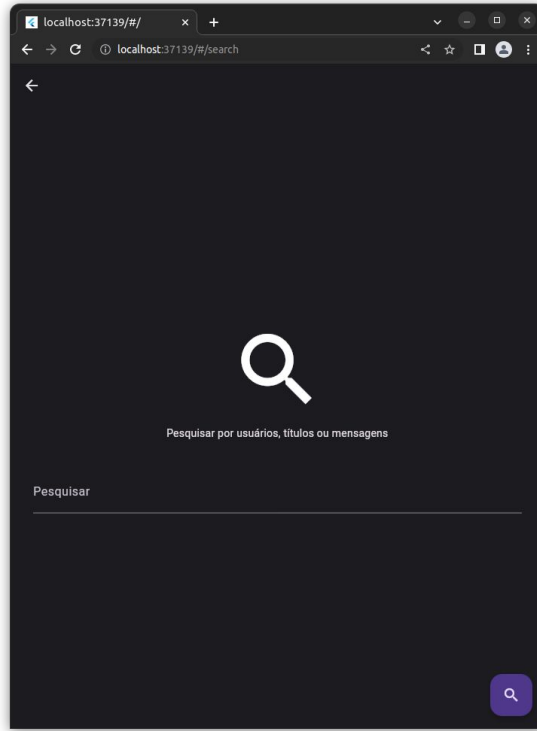 localhost:37139/#/
localhost:37139/#/search
Pesquisar por usuários, títulos ou mensagens
Pesquisar